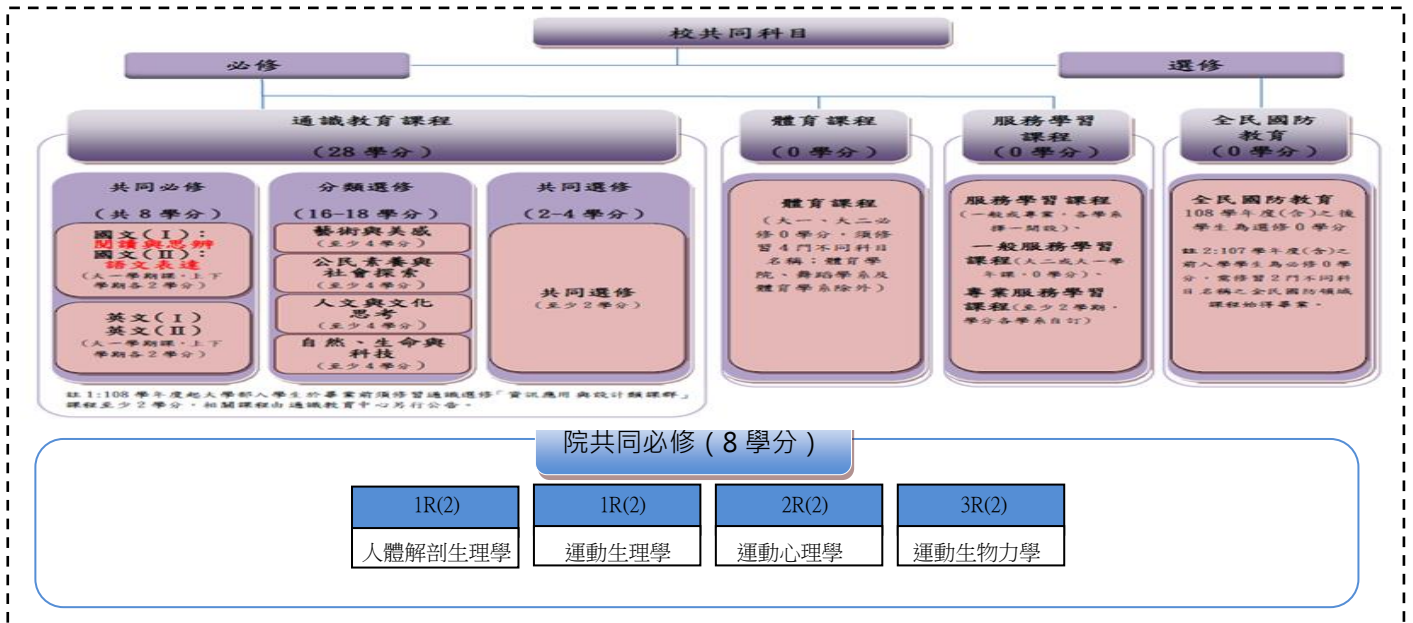 校共同科目
必修
選修
通識教育課程
(28 學分)
體育課程
(0 學分)
服務學習
課程
(0 學分)
全民國防
教育
(0 學分)
共同必修
(共 8 學分)
國文(I):
閱讀與思辨
國文(II):
語文表達
(大一學期課,上下
學期各2學分)
英文(I)
英文(II)
(大一學期課,上下
學期各2學分)
分類選修
(16-18 學分)
藝術與美感
(至少4學分)
公民素養與
社會探索
(至少4學分)
人文與文化
思考
(至少4學分)
自然、生命與
科技
(至少4學分)
共同選修
(2-4 學分)
共同選修
(至少2學分)
體育課程
(大一、大二必
修0學分,須修
習4門不同科目
名稱;體育學
院、舞蹈學系及
體育學系除外)
服務學習課程
(一般或專業,各學系
擇一開設)、
一般服務學習
課程(大二或大一學
年課,0學分)、
專業服務學習
課程(至少2學期,
學分各學系自訂)
全民國防教育
108學年度(含)之後
學生為選修0學分
註2:107學年度(含)之
前入學學生為必修0學
分,需修習2門不同科
目名稱之全民國防領域
課程始得畢業。
註1:108學年度起大學部入學生於畢業前須修習通識選修「資訊應用與設計類課群」
課程至少2學分,相關課程由通識教育中心另行公告。
院共同必修(8 學分)
1R(2)
人體解剖生理學
1R(2)
運動生理學
2R(2)
運動心理學
3R(2)
運動生物力學